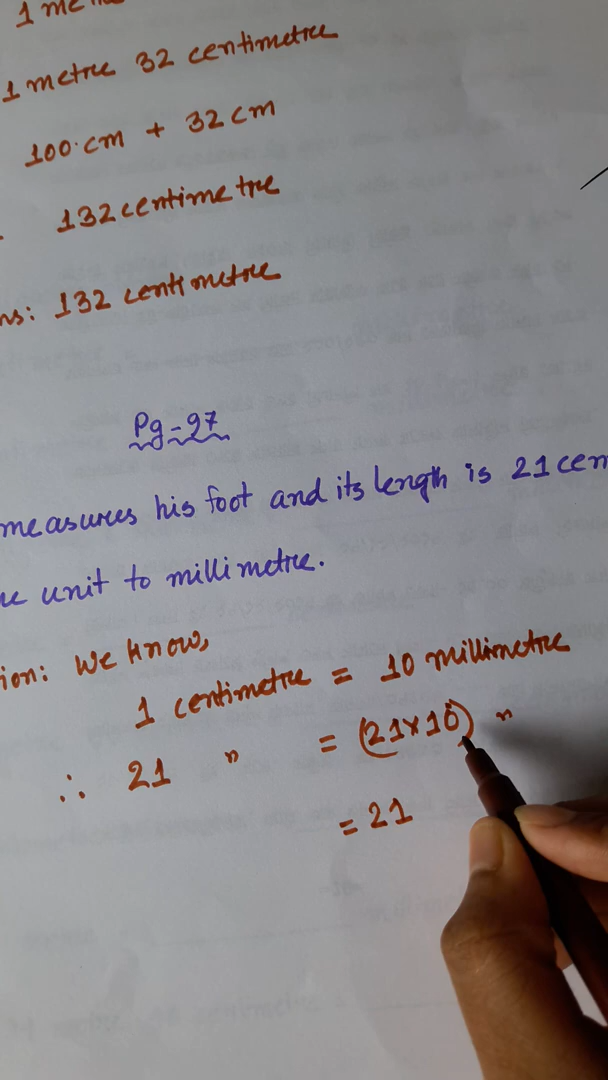 1 me
1 metre 32 centimetre
100 cm + 32 cm
132 centimetre
ns: 132 centimetre
Pg-97
measures his foot and its length is 21 cen
unit to millimetre.
ion: We know,
1 centimetre = 10 millimetre
∴ 21 " = (21×10) "
= 21